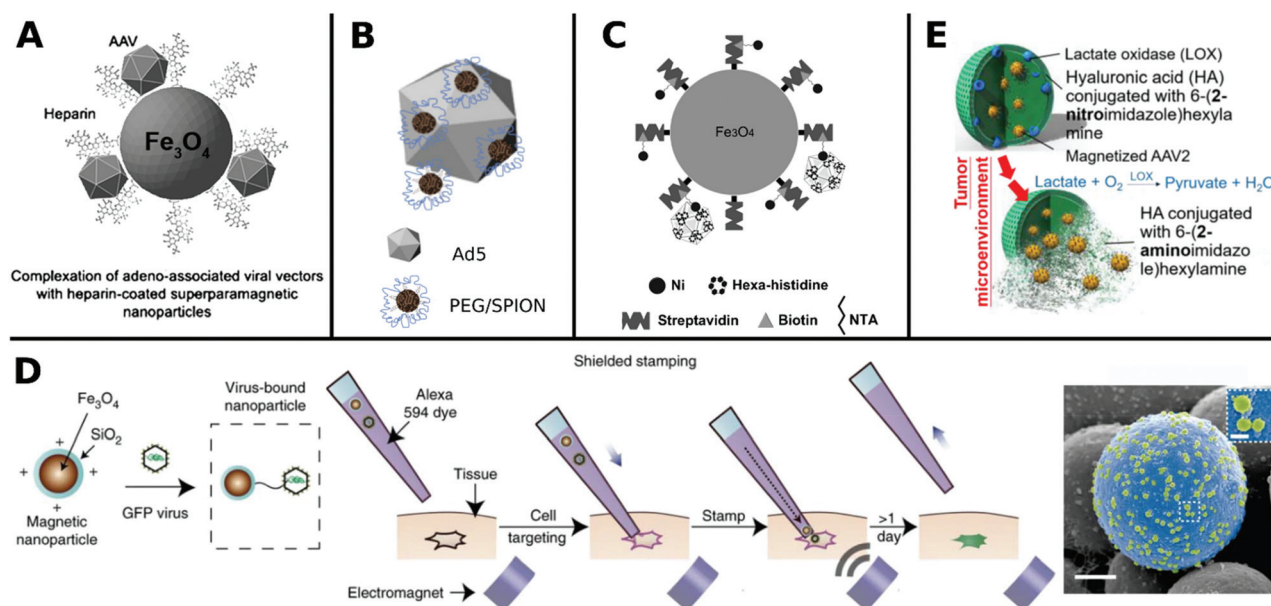 A
AAV
Heparin
Fe3O4
Complexation of adeno-associated viral vectors
with heparin-coated superparamagnetic
nanoparticles
B
Ad5
PEG/SPION
C
Fe3O4
Ni
Hexa-histidine
Streptavidin
Biotin
NTA
E
Lactate oxidase (LOX)
Hyaluronic acid (HA)
conjugated with 6-(2-
nitroimidazole)hexyla
mine
Magnetized AAV2
Tumor
microenvironment
Lactate + O2 LOX Pyruvate + H2O
HA conjugated
with 6-(2-
aminoimidazo
le)hexylamine
D
Fe3O4
SiO2
+
+
+
+
Magnetic
nanoparticle
GFP virus
Virus-bound
nanoparticle
Shielded stamping
Alexa
594 dye
Tissue
Cell
targeting
Stamp
>1
day
Electromagnet